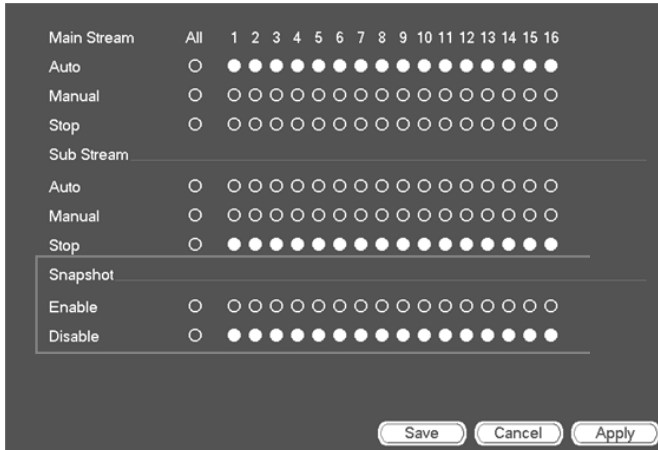 Main Stream All 1 2 3 4 5 6 7 8 9 10 11 12 13 14 15 16
Auto
Manual
Stop
Sub Stream
Auto
Manual
Stop
Snapshot
Enable
Disable
Save Cancel Apply